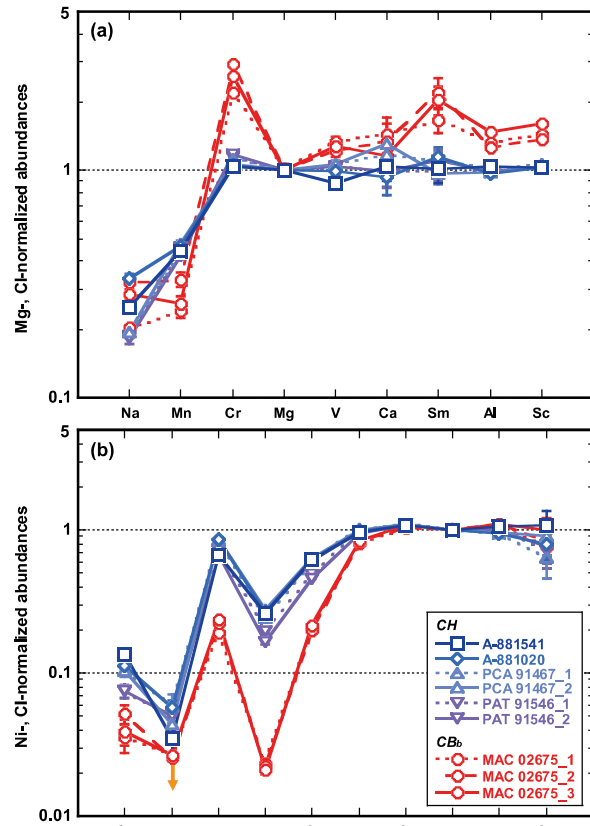 5
(a)
Mg-, CI-normalized abundances
1
0.1
Na Mn Cr Mg V Ca Sm Al Sc
5
(b)
Ni-, CI-normalized abundances
1
0.1
0.01
CH
A-881541
A-881020
PCA 91467_1
PCA 91467_2
PAT 91546_1
PAT 91546_2
CBb
MAC 02675_1
MAC 02675_2
MAC 02675_3